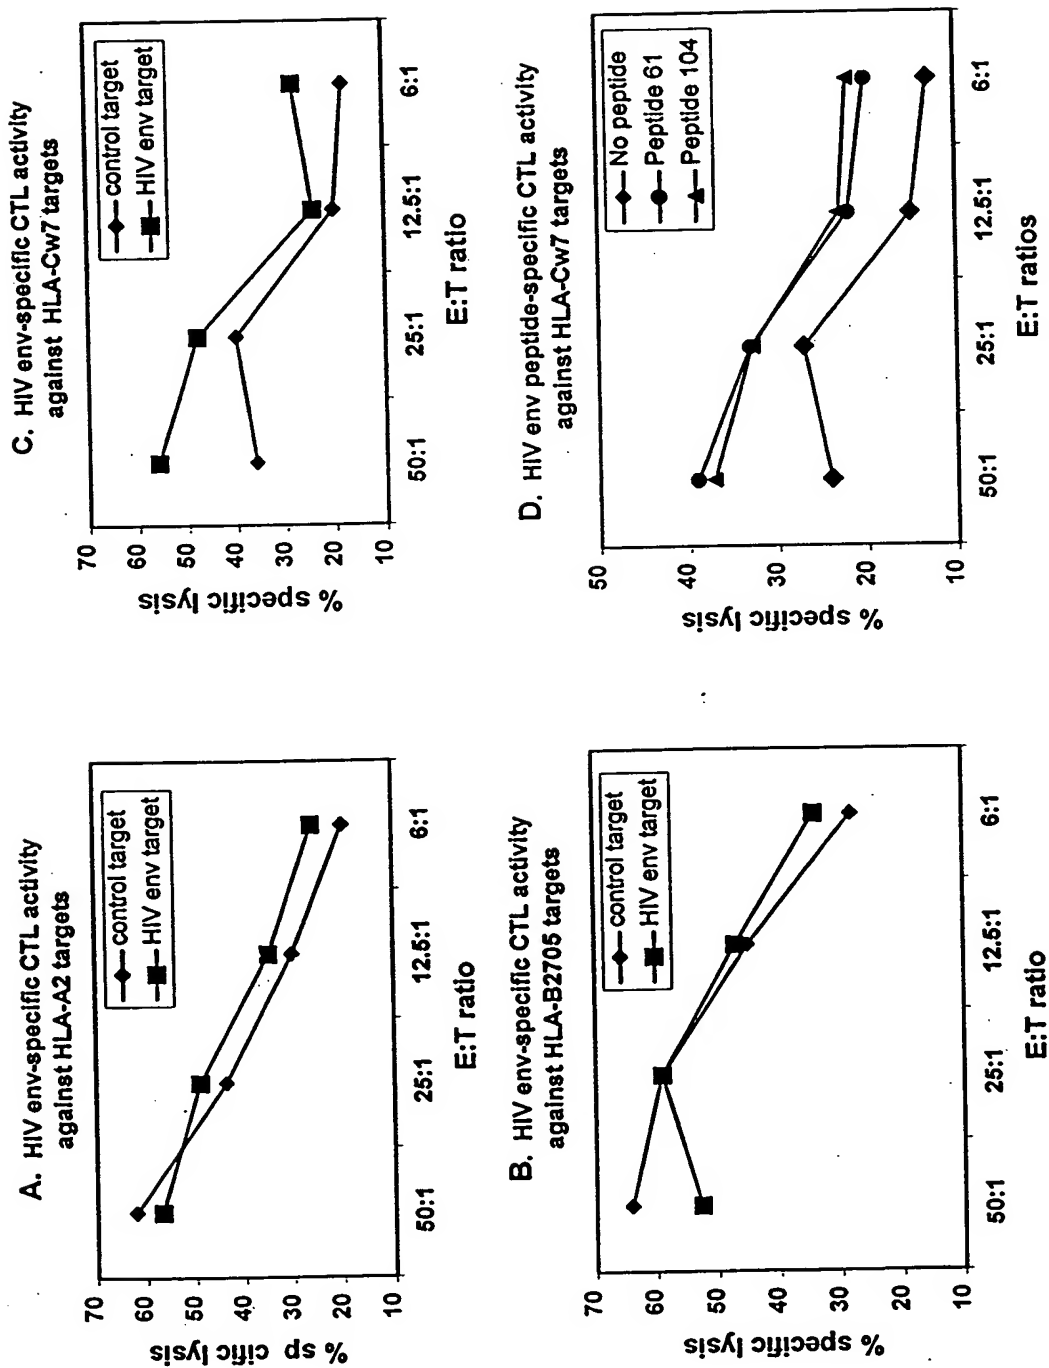 A. HIV env-specific CTL activity
against HLA-A2 targets
% sp cific lysis
70
60
50
40
30
20
10
control target
HIV env target
50:1
25:1
12.5:1
6:1
E:T ratio
C. HIV env-specific CTL activity
against HLA-Cw7 targets
% specific lysis
70
60
50
40
30
20
10
control target
HIV env target
50:1
25:1
12.5:1
6:1
E:T ratio
B. HIV env-specific CTL activity
against HLA-B2705 targets
% specific lysis
70
60
50
40
30
20
10
control target
HIV env target
50:1
25:1
12.5:1
6:1
E:T ratio
D. HIV env peptide-specific CTL activity
against HLA-Cw7 targets
% specific lysis
50
40
30
20
10
No peptide
Peptide 61
Peptide 104
50:1
25:1
12.5:1
6:1
E:T ratios